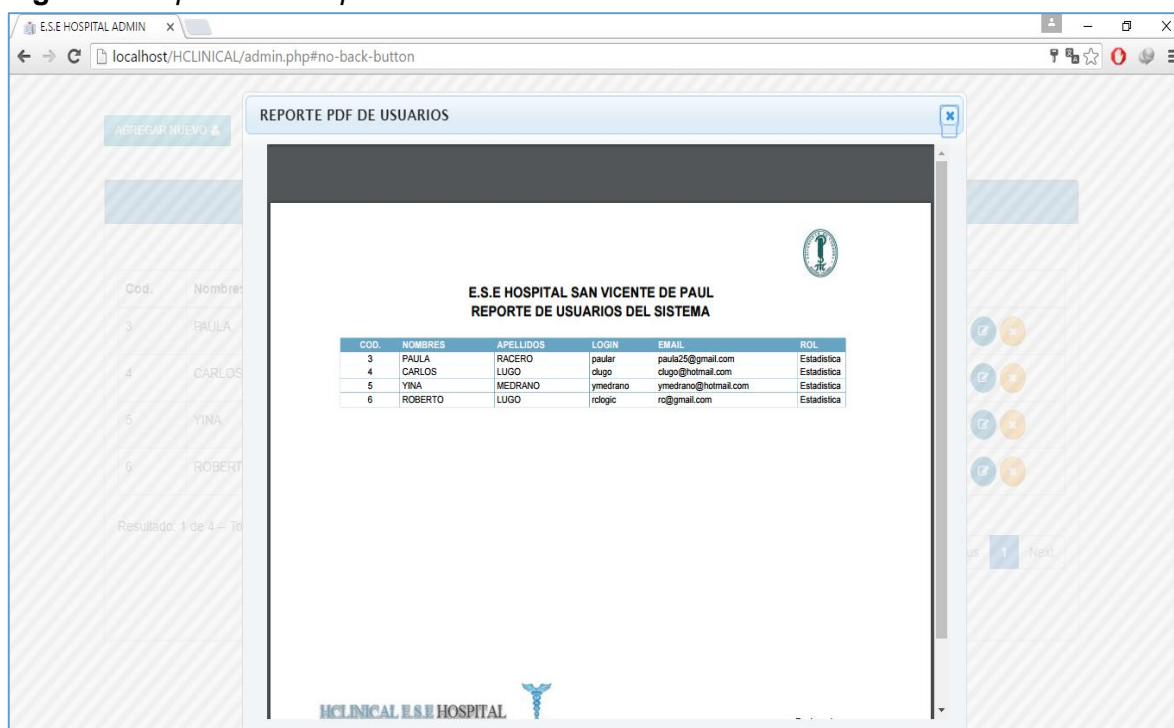 E.S.E HOSPITAL ADMIN
localhost/HCLINICAL/admin.php#no-back-button
AGREGAR NUEVO
REPORTE PDF DE USUARIOS
E.S.E HOSPITAL SAN VICENTE DE PAUL
REPORTE DE USUARIOS DEL SISTEMA
COD. NOMBRES APELLIDOS LOGIN EMAIL ROL
3 PAULA RACERO paular paula25@gmail.com Estadistica
4 CARLOS LUGO clugo clugo@hotmail.com Estadistica
5 YINA MEDRANO ymedrano ymedrano@hotmail.com Estadistica
6 ROBERTO LUGO rclogic rc@gmail.com Estadistica
Cod. Nombres
3 PAULA
4 CARLOS
5 YINA
6 ROBERT
Resultado: 1 de 4 – To
us 1 Next
HCLINICAL E.S.E HOSPITAL